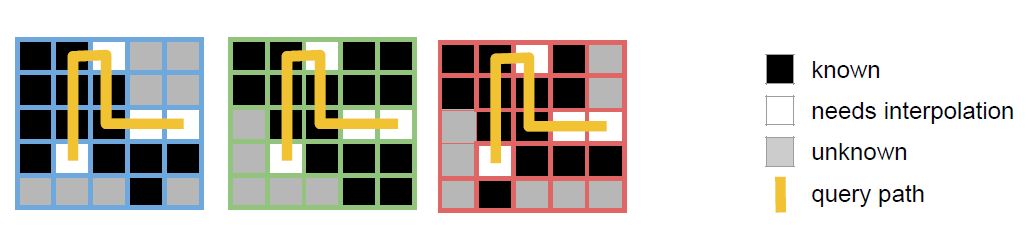 known
needs interpolation
unknown
query path